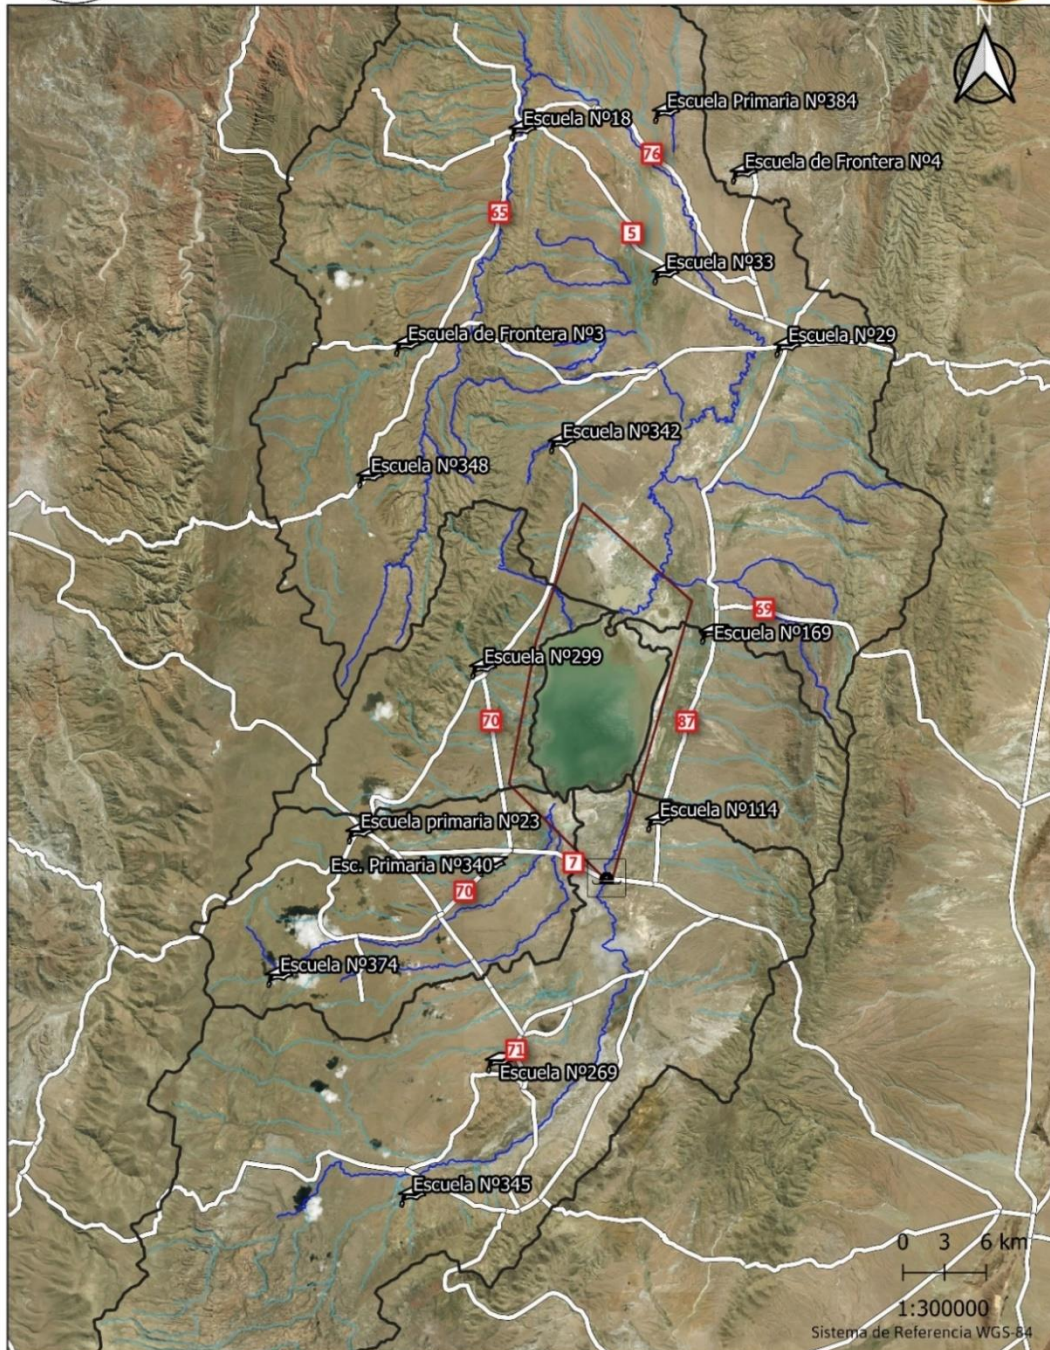 N
Escuela Primaria Nº384
Escuela Nº18
76
Escuela de Frontera Nº4
65
5
Escuela Nº33
Escuela de Frontera Nº3
Escuela Nº29
Escuela Nº342
Escuela Nº348
69
Escuela Nº169
Escuela Nº299
70
87
Escuela Nº114
Escuela primaria Nº23
Esc. Primaria Nº340
7
70
Escuela Nº374
71
Escuela Nº269
Escuela Nº345
0 3 6 km
1:300000
Sistema de Referencia WGS-84